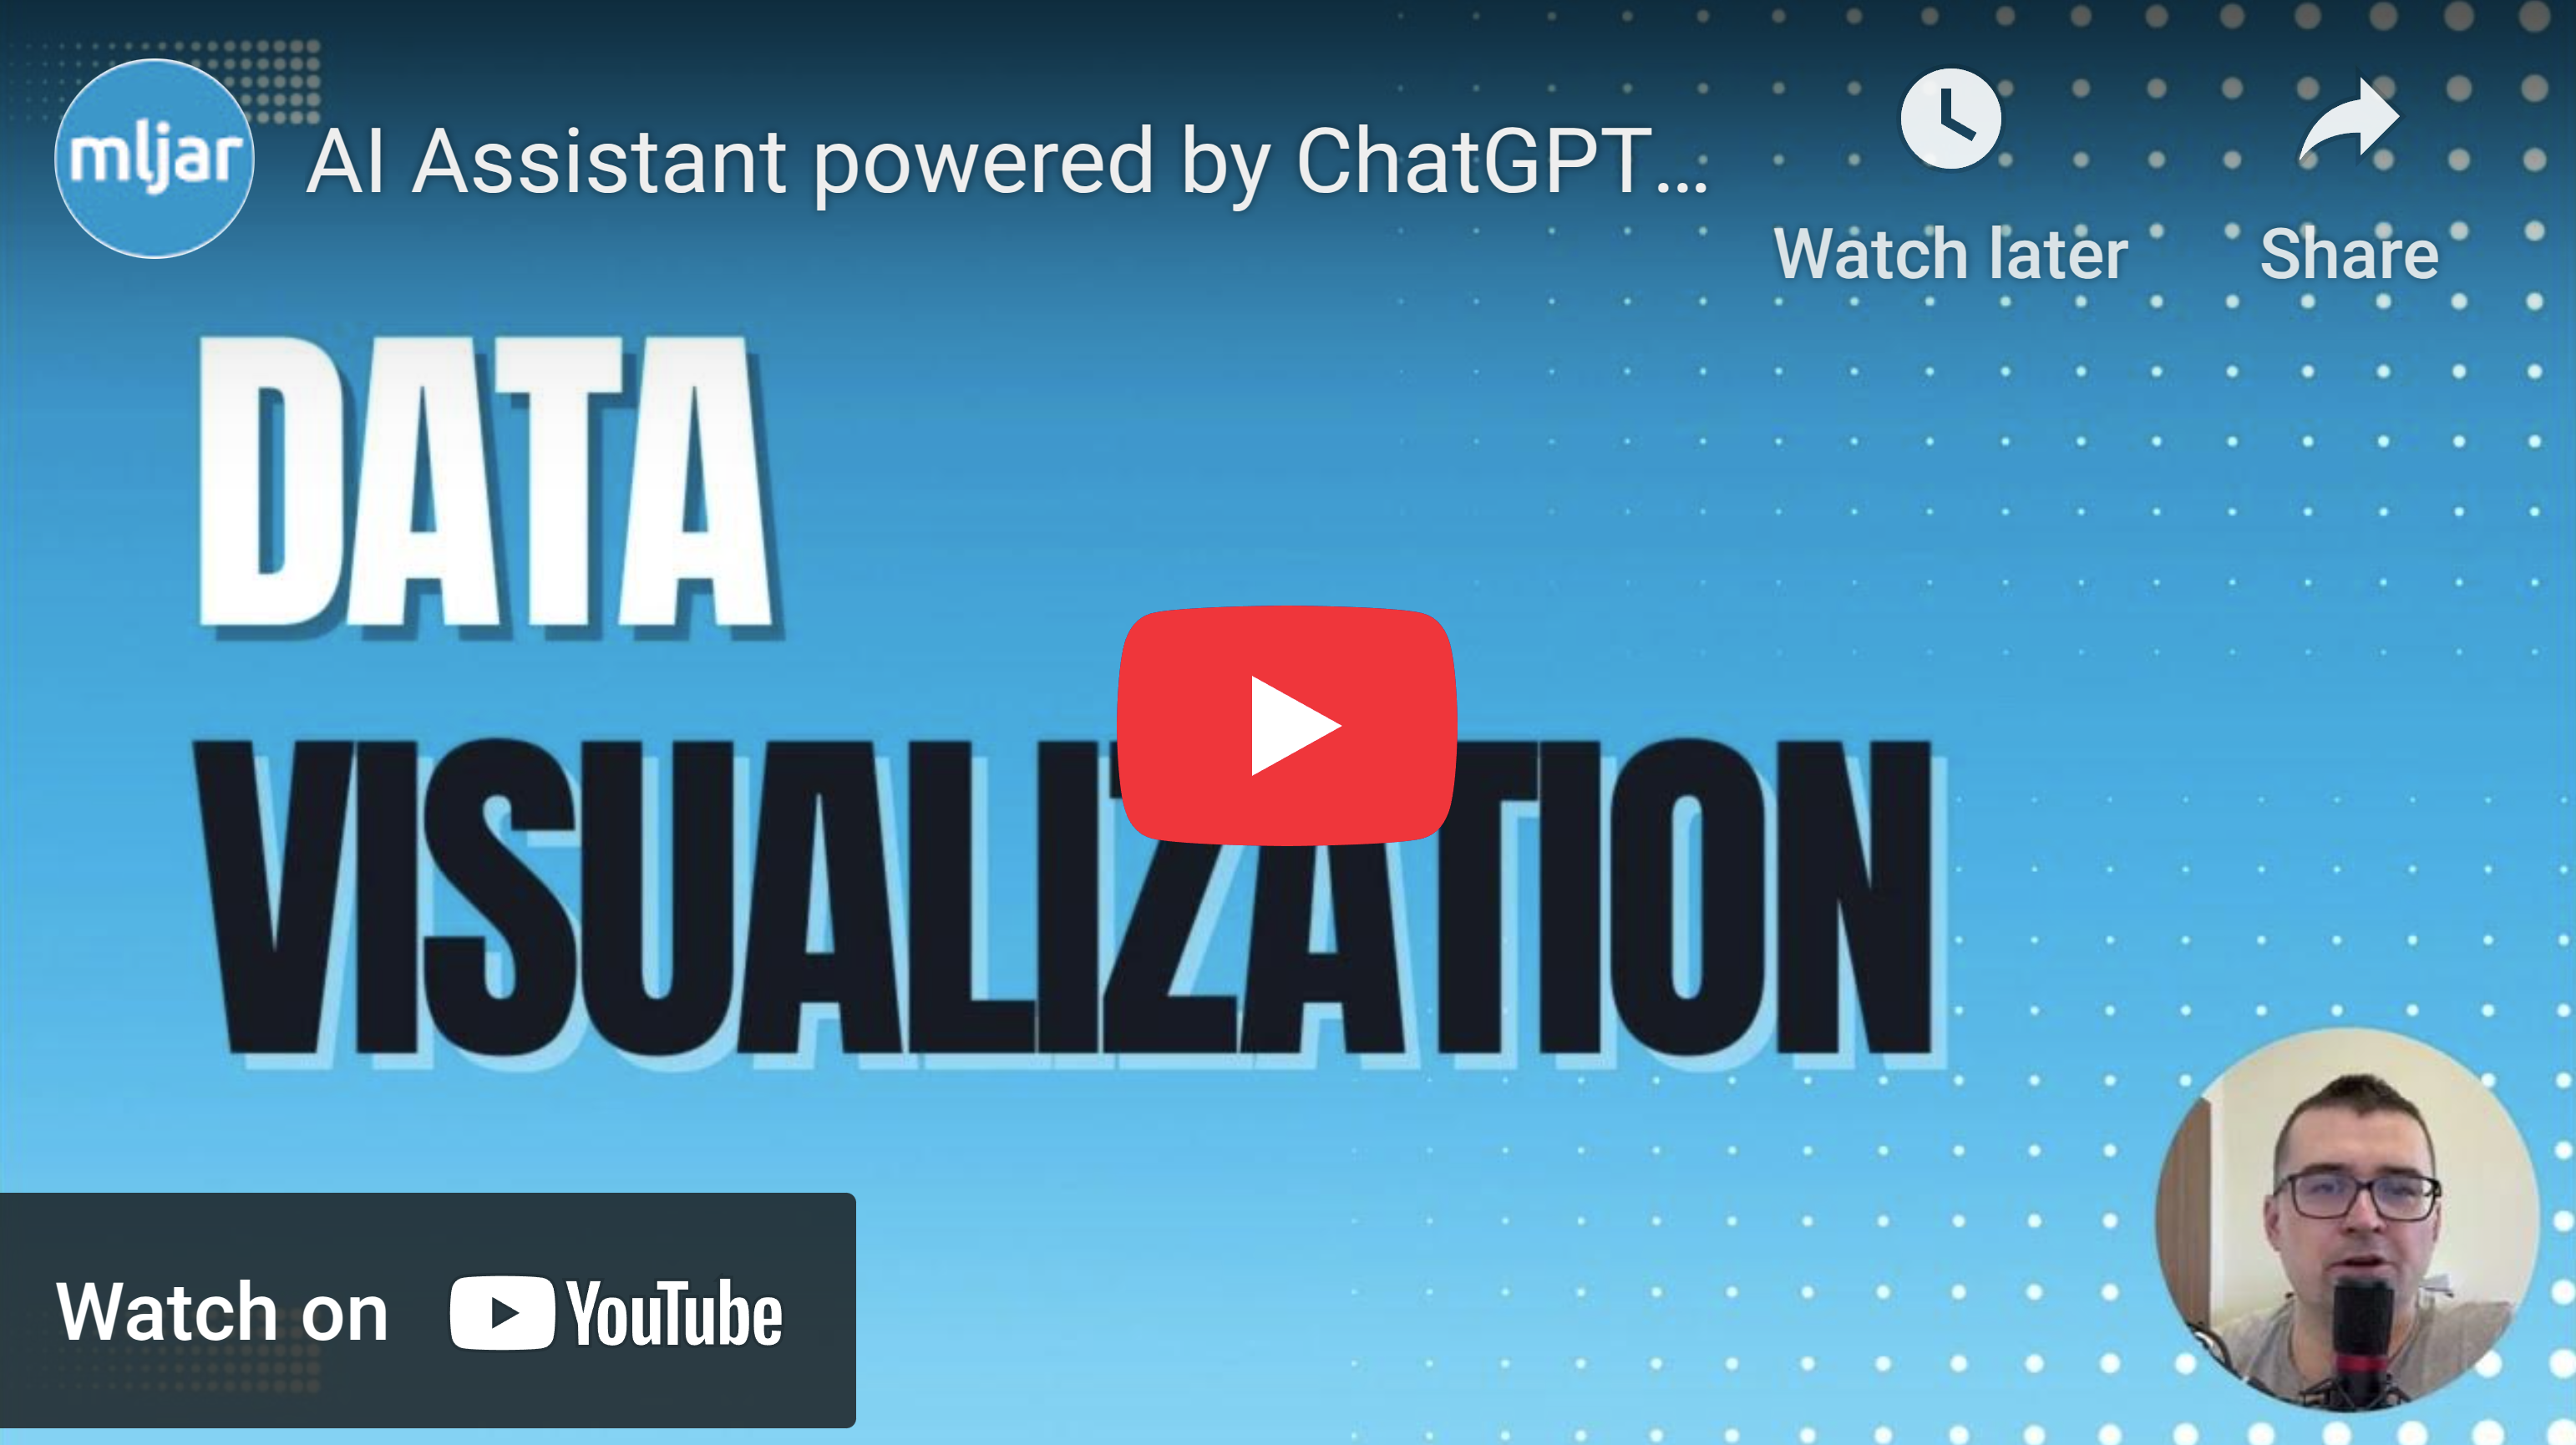 mljar
AI Assistant powered by ChatGPT...
Watch later
Share
DATA
VISUALIZATION
Watch on YouTube